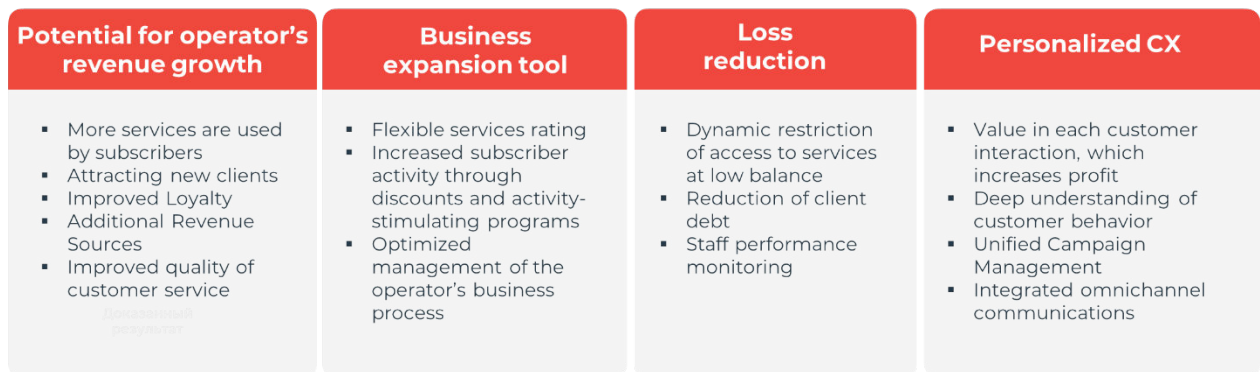 Potential for operator's
revenue growth
▪ More services are used
by subscribers
▪ Attracting new clients
▪ Improved Loyalty
▪ Additional Revenue
Sources
▪ Improved quality of
customer service
Доказанный
результат
Business
expansion tool
▪ Flexible services rating
▪ Increased subscriber
activity through
discounts and activity-
stimulating programs
▪ Optimized
management of the
operator's business
process
Loss
reduction
▪ Dynamic restriction
of access to services
at low balance
▪ Reduction of client
debt
▪ Staff performance
monitoring
Personalized CX
▪ Value in each customer
interaction, which
increases profit
▪ Deep understanding of
customer behavior
▪ Unified Campaign
Management
▪ Integrated omnichannel
communications